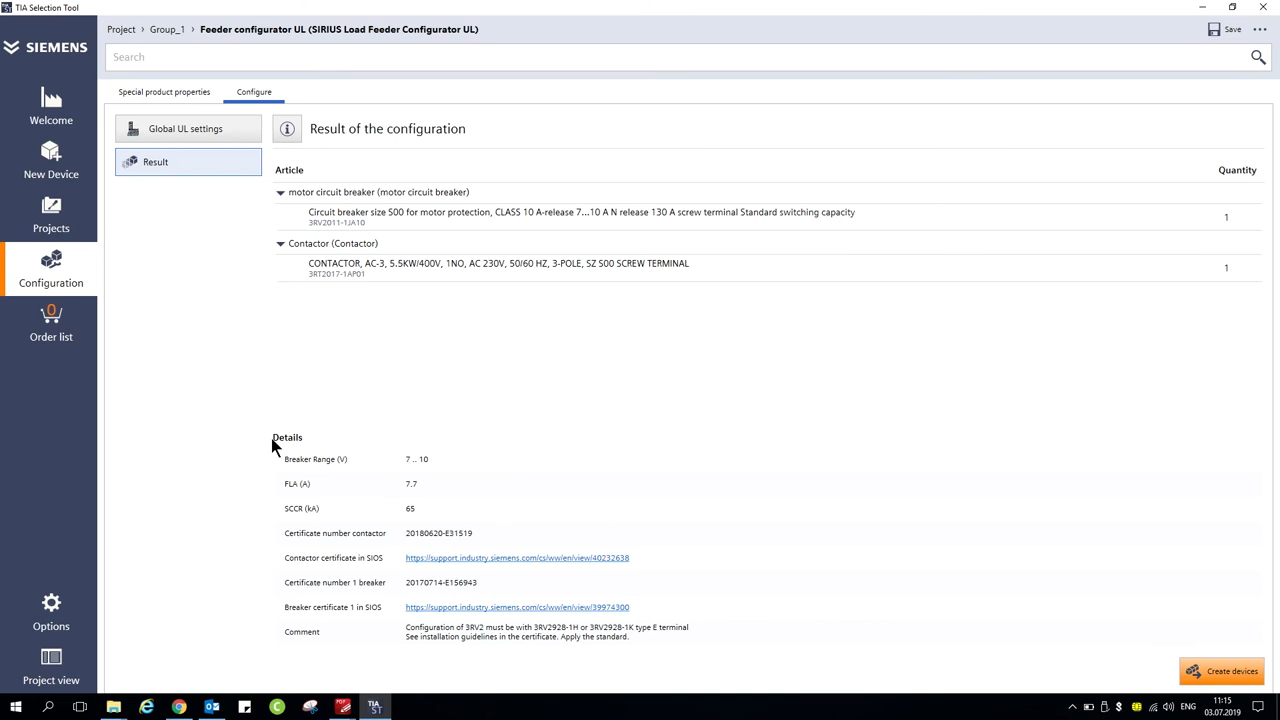 TIA Selection Tool
SIEMENS
Project › Group_1 › Feeder configurator UL (SIRIUS Load Feeder Configurator UL)
Save
Search
Welcome
New Device
Projects
Configuration
0
Order list
Options
Project view
Special product properties
Configure
Global UL settings
Result
Result of the configuration
Article
Quantity
motor circuit breaker (motor circuit breaker)
Circuit breaker size S00 for motor protection, CLASS 10 A-release 7...10 A N release 130 A screw terminal Standard switching capacity
1
3RV2011-1JA10
Contactor (Contactor)
CONTACTOR, AC-3, 5.5KW/400V, 1NO, AC 230V, 50/60 HZ, 3-POLE, SZ S00 SCREW TERMINAL
1
3RT2017-1AP01
Details
Breaker Range (V) 7 .. 10
FLA (A) 7.7
SCCR (kA) 65
Certificate number contactor 20180620-E31519
Contactor certificate in SIOS https://support.industry.siemens.com/cs/ww/en/view/40232638
Certificate number 1 breaker 20170714-E156943
Breaker certificate 1 in SIOS https://support.industry.siemens.com/cs/ww/en/view/39974300
Comment Configuration of 3RV2 must be with 3RV2928-1H or 3RV2928-1K type E terminal
See installation guidelines in the certificate. Apply the standard.
Create devices
TIA
ST
ENG
11:15
03.07.2019